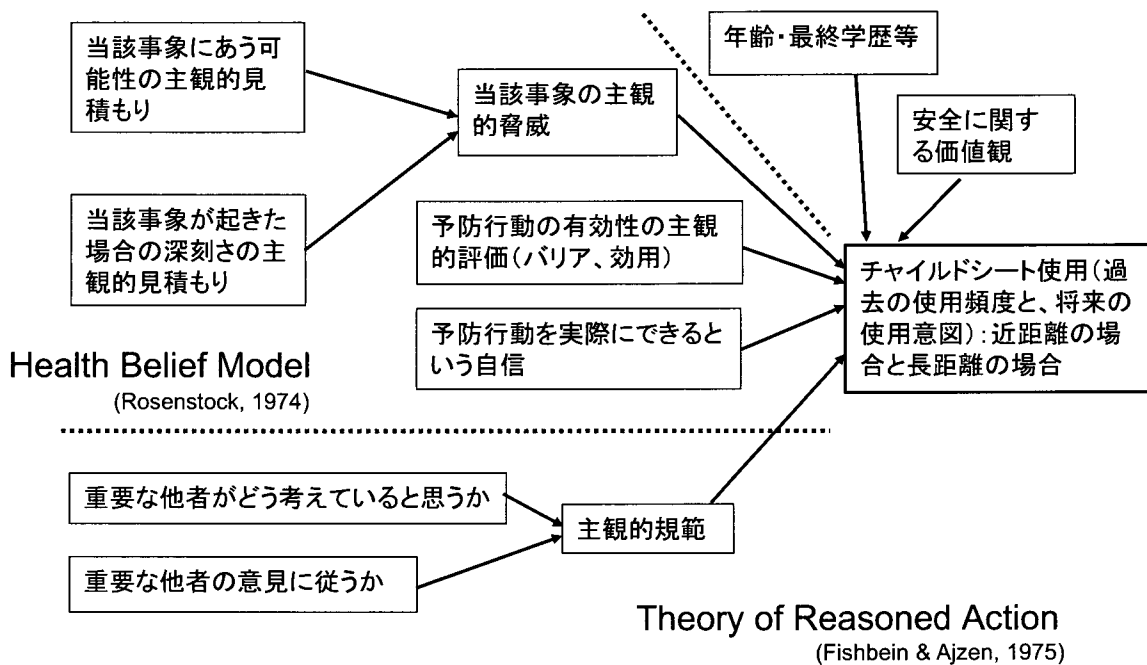 当該事象にあう可
能性の主観的見
積もり
当該事象が起きた
場合の深刻さの主
観的見積もり
当該事象の主観
的脅威
予防行動の有効性の主観
的評価(バリア、効用)
予防行動を実際にできると
いう自信
年齢・最終学歴等
安全に関す
る価値観
チャイルドシート使用(過
去の使用頻度と、将来の
使用意図):近距離の場
合と長距離の場合
Health Belief Model
(Rosenstock, 1974)
重要な他者がどう考えていると思うか
重要な他者の意見に従うか
主観的規範
Theory of Reasoned Action
(Fishbein & Ajzen, 1975)